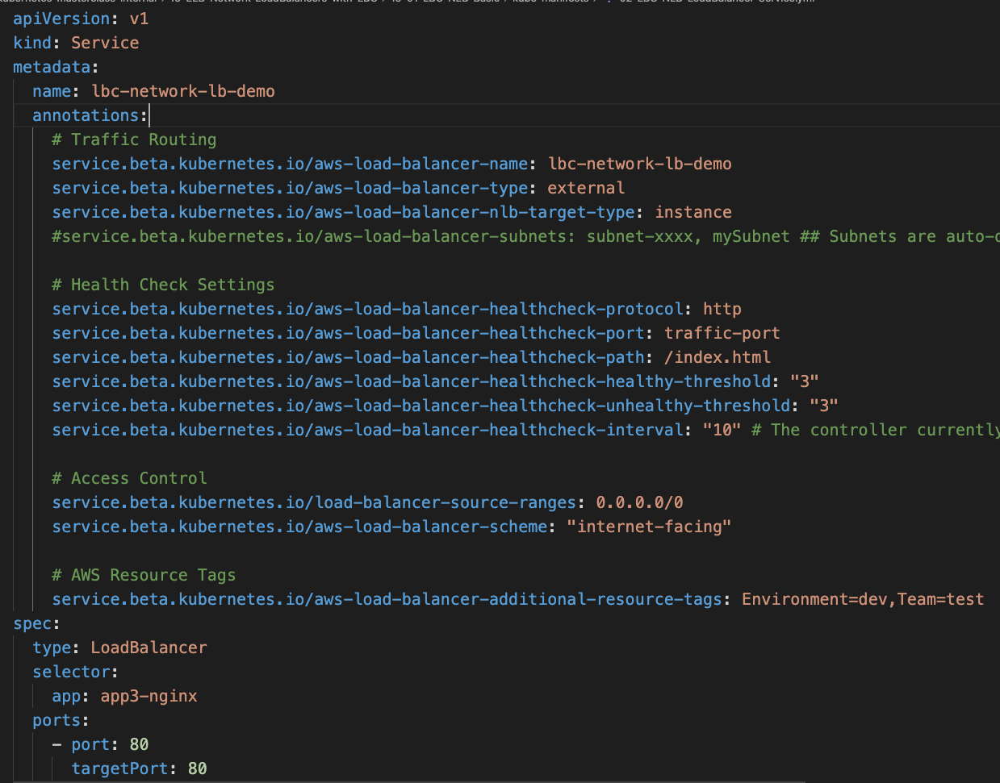 apiVersion: v1
kind: Service
metadata:
  name: lbc-network-lb-demo
  annotations:
    # Traffic Routing
    service.beta.kubernetes.io/aws-load-balancer-name: lbc-network-lb-demo
    service.beta.kubernetes.io/aws-load-balancer-type: external
    service.beta.kubernetes.io/aws-load-balancer-nlb-target-type: instance
    #service.beta.kubernetes.io/aws-load-balancer-subnets: subnet-xxxx, mySubnet ## Subnets are
    # Health Check Settings
    service.beta.kubernetes.io/aws-load-balancer-healthcheck-protocol: http
    service.beta.kubernetes.io/aws-load-balancer-healthcheck-port: traffic-port
    service.beta.kubernetes.io/aws-load-balancer-healthcheck-path: /index.html
    service.beta.kubernetes.io/aws-load-balancer-healthcheck-healthy-threshold: "3"
    service.beta.kubernetes.io/aws-load-balancer-healthcheck-unhealthy-threshold: "3"
    service.beta.kubernetes.io/aws-load-balancer-healthcheck-interval: "10" # The controller currently
    # Access Control
    service.beta.kubernetes.io/load-balancer-source-ranges: 0.0.0.0/0
    service.beta.kubernetes.io/aws-load-balancer-scheme: "internet-facing"
    # AWS Resource Tags
    service.beta.kubernetes.io/aws-load-balancer-additional-resource-tags: Environment=dev,Team=test
spec:
  type: LoadBalancer
  selector:
    app: app3-nginx
  ports:
    - port: 80
      targetPort: 80